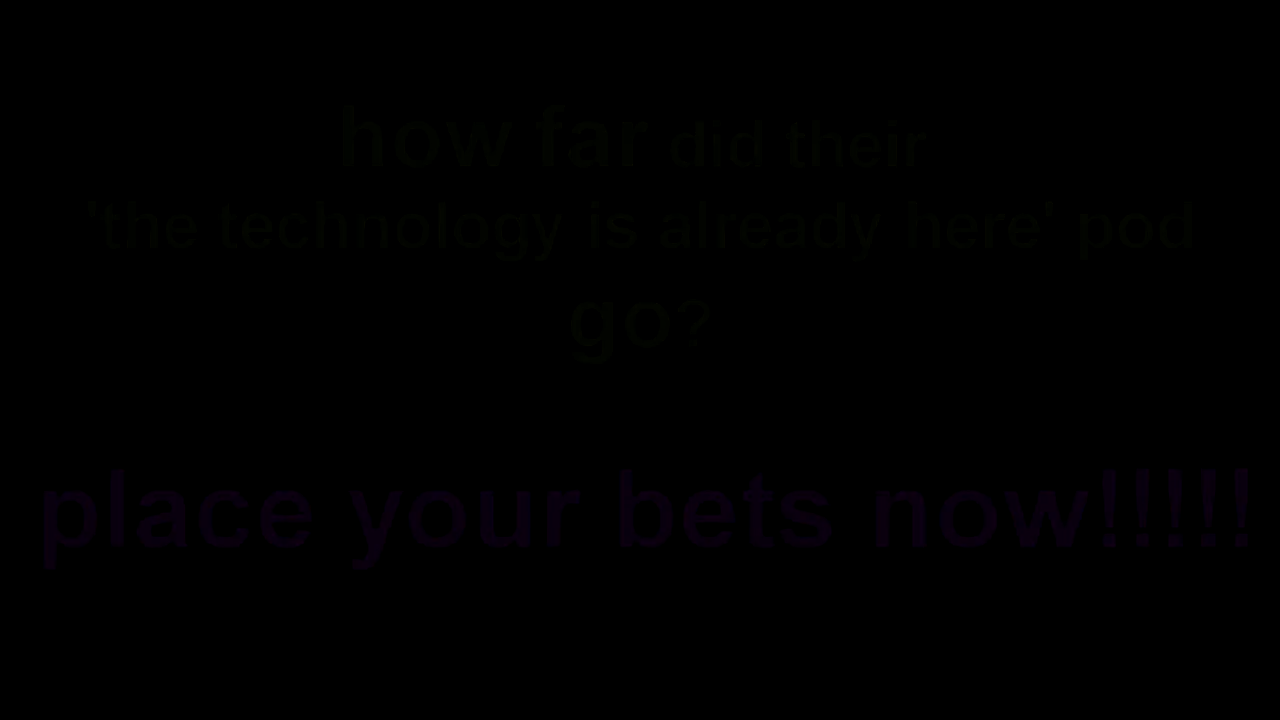 how far did their
'the technology is already here' pod
go?
place your bets now!!!!!